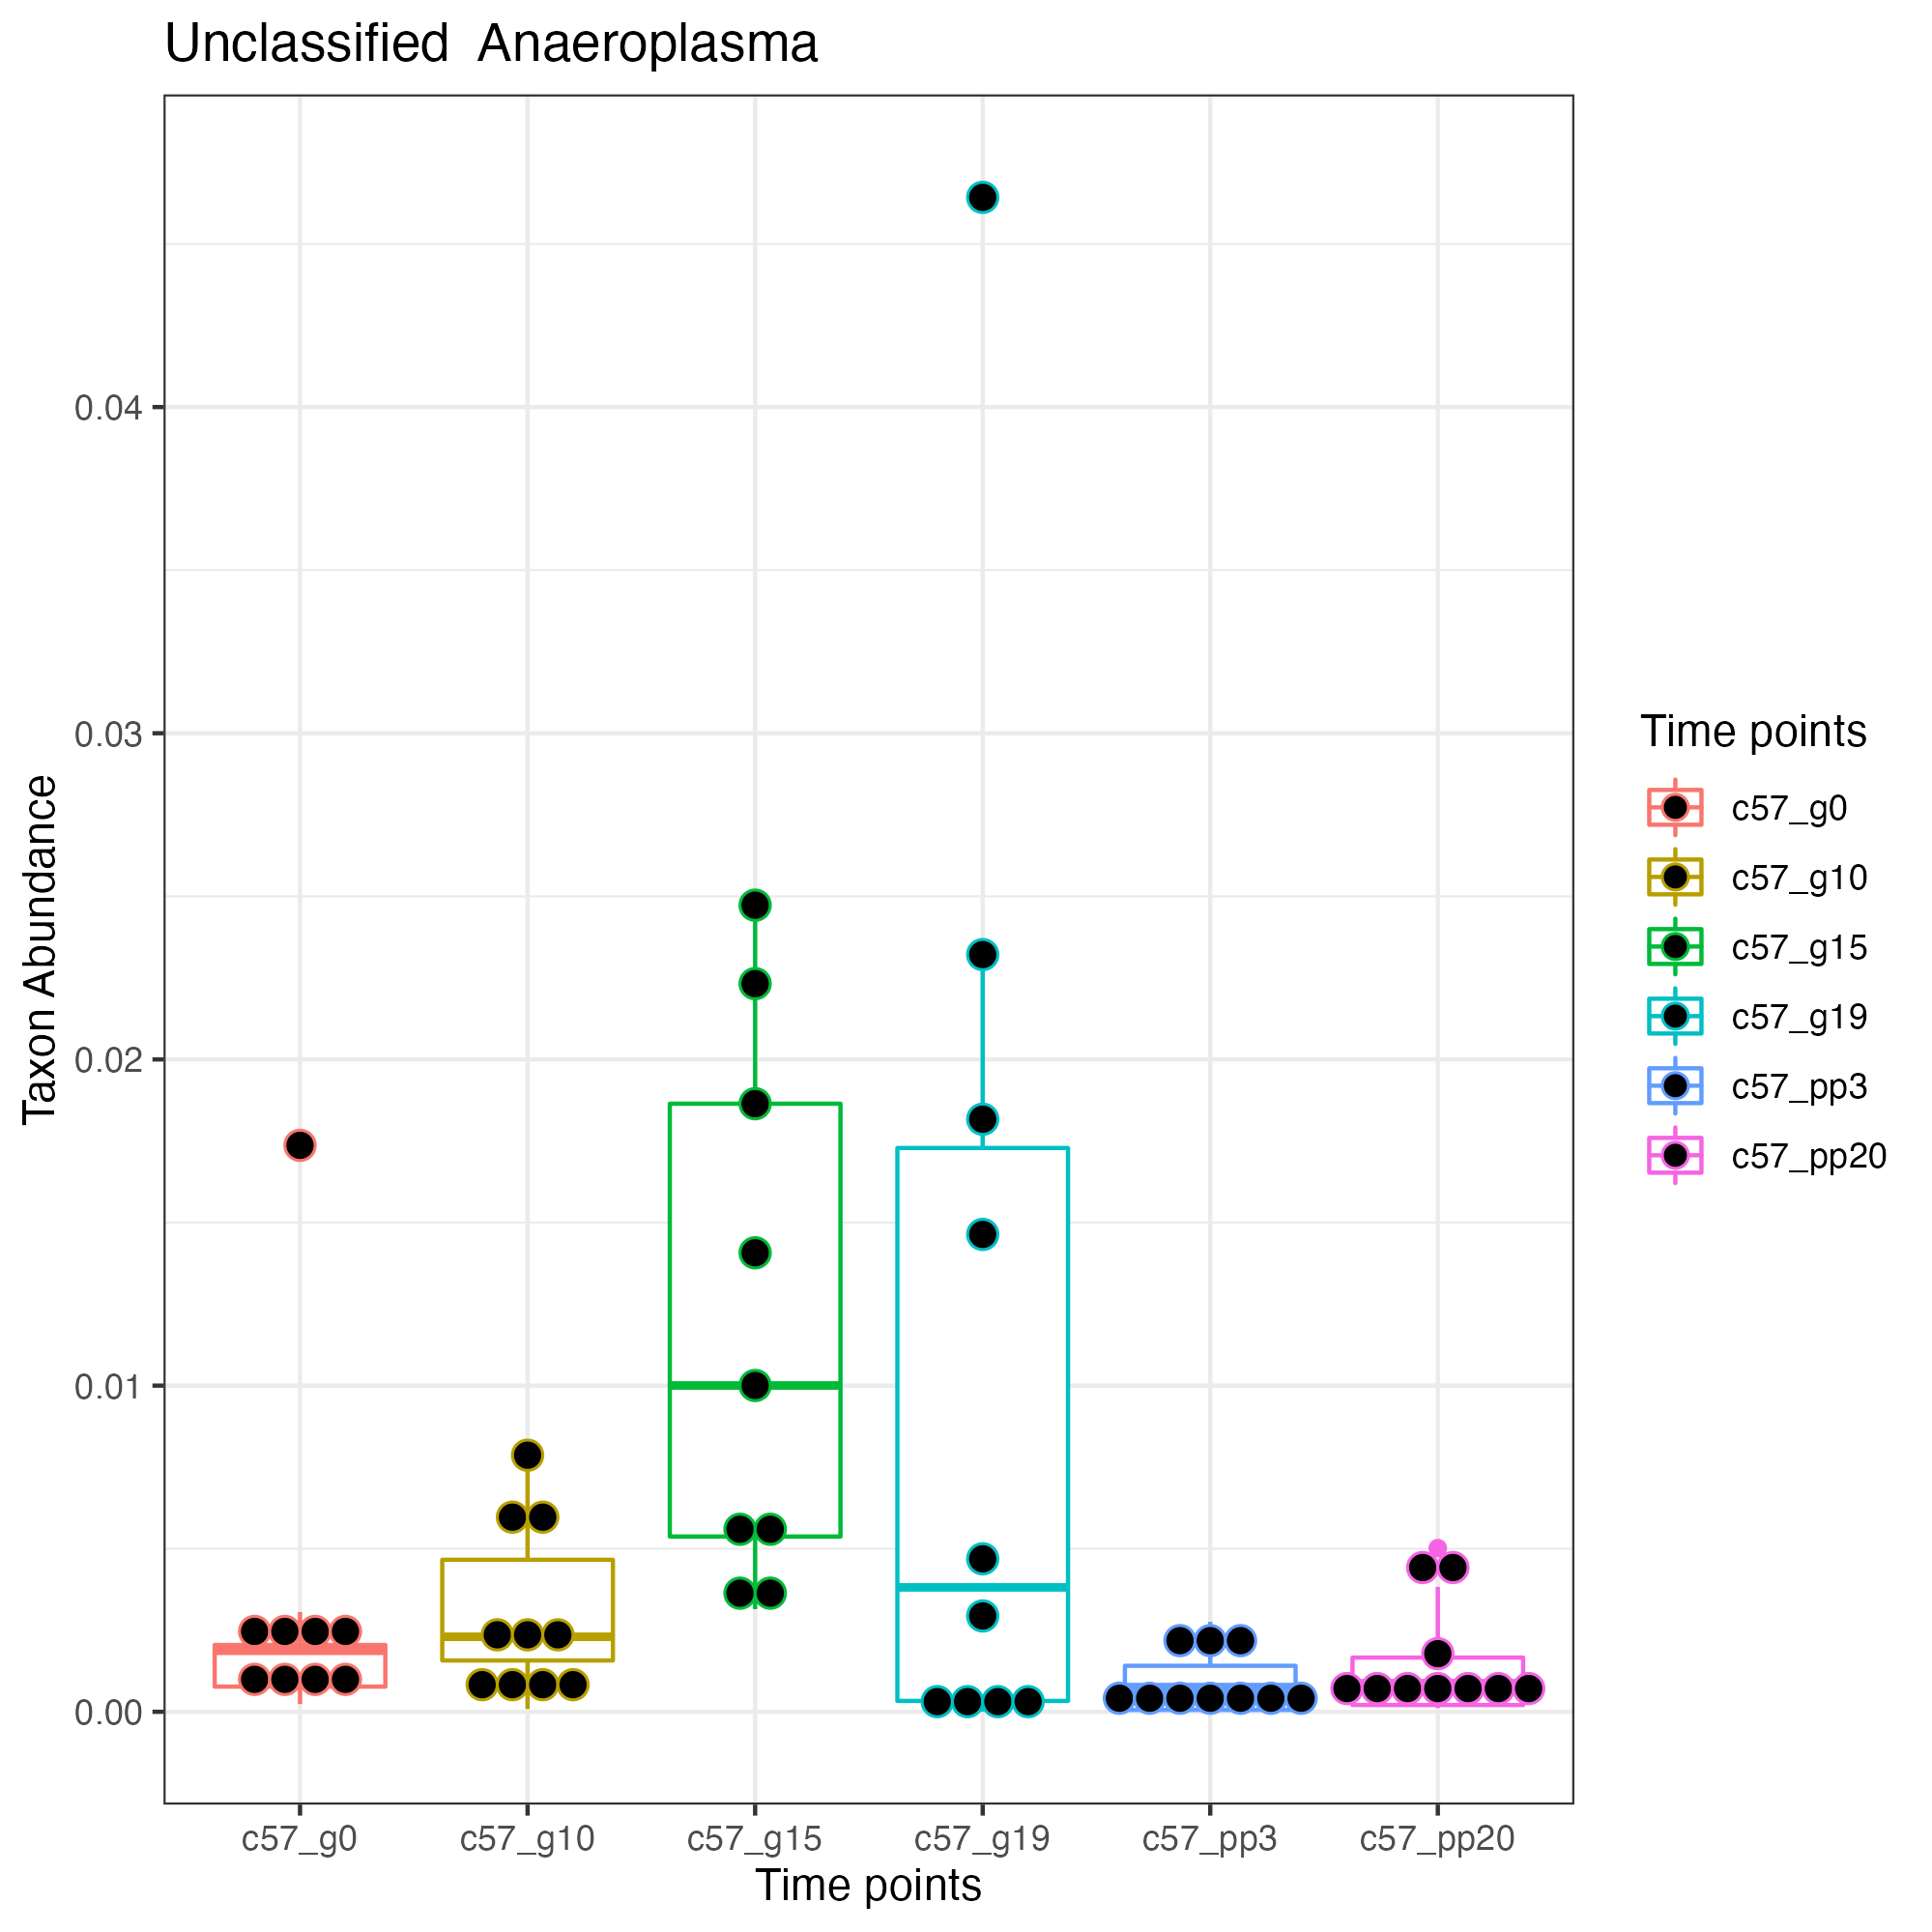 Unclassified  Anaeroplasma
Taxon Abundance
0.04
0.03
0.02
0.01
0.00
c57_g0
c57_g10
c57_g15
c57_g19
c57_pp3
c57_pp20
Time points
Time points
c57_g0
c57_g10
c57_g15
c57_g19
c57_pp3
c57_pp20